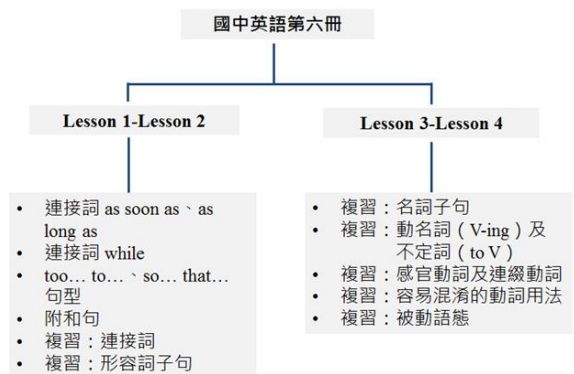 國中英語第六冊
Lesson 1-Lesson 2
• 連接詞 as soon as、as
long as
• 連接詞 while
• too… to…、so… that…
句型
• 附和句
• 複習：連接詞
• 複習：形容詞子句
Lesson 3-Lesson 4
• 複習：名詞子句
• 複習：動名詞（V-ing）及
不定詞（to V）
• 複習：感官動詞及連綴動詞
• 複習：容易混淆的動詞用法
• 複習：被動語態